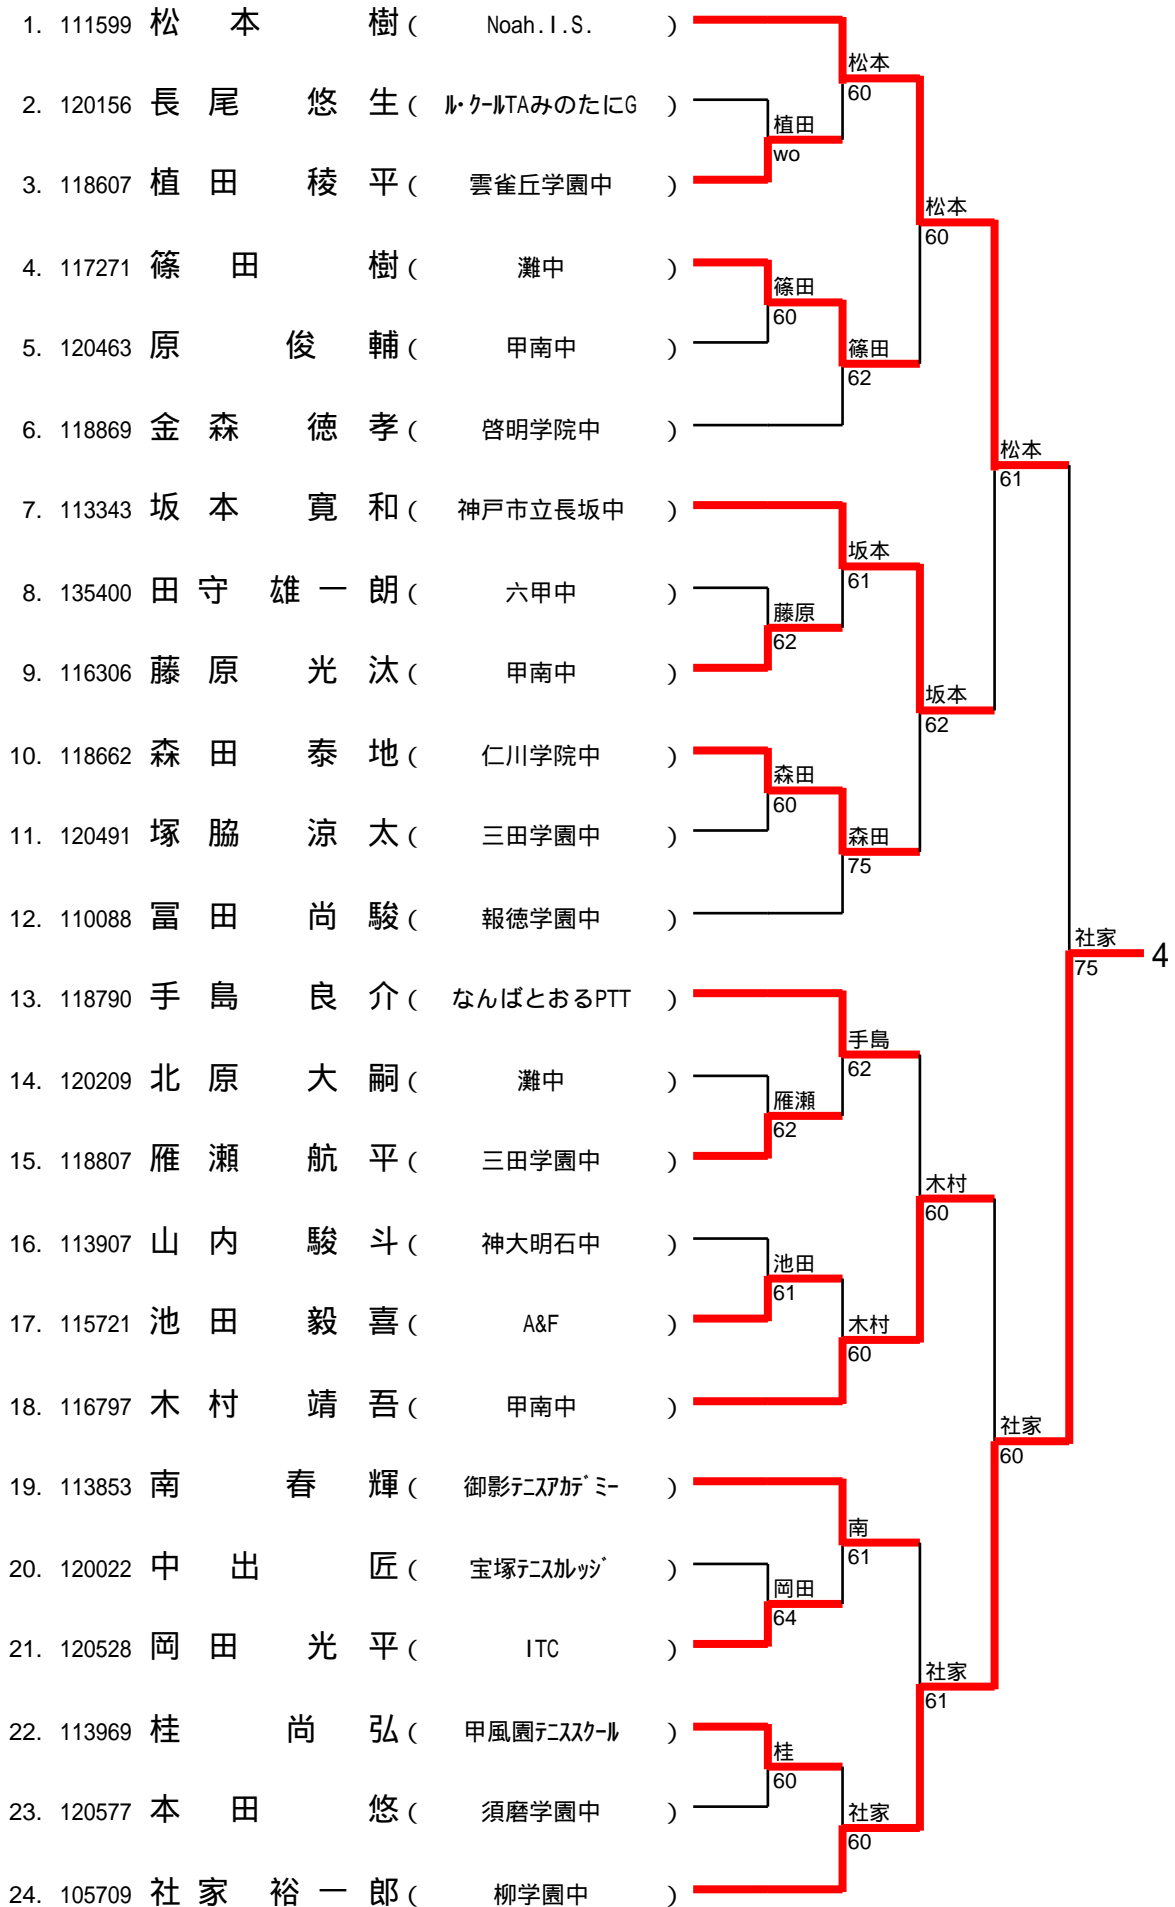 1. 111599 松本 樹 ( Noah.I.S. )
松本
60
2. 120156 長尾 悠生 ( ル・クールTAみのたにG )
植田
wo
3. 118607 植田 稜平 ( 雲雀丘学園中 )
松本
60
4. 117271 篠田 樹 ( 灘中 )
篠田
60
5. 120463 原 俊輔 ( 甲南中 )
篠田
62
6. 118869 金森 徳孝 ( 啓明学院中 )
松本
61
7. 113343 坂本 寛和 ( 神戸市立長坂中 )
坂本
61
8. 135400 田守 雄一朗 ( 六甲中 )
藤原
62
9. 116306 藤原 光汰 ( 甲南中 )
坂本
62
10. 118662 森田 泰地 ( 仁川学院中 )
森田
60
11. 120491 塚脇 涼太 ( 三田学園中 )
森田
75
12. 110088 冨田 尚駿 ( 報徳学園中 )
社家
75
4
13. 118790 手島 良介 ( なんばとおるPTT )
手島
62
14. 120209 北原 大嗣 ( 灘中 )
雁瀬
62
15. 118807 雁瀬 航平 ( 三田学園中 )
木村
60
16. 113907 山内 駿斗 ( 神大明石中 )
池田
61
17. 115721 池田 毅喜 ( A&F )
木村
60
18. 116797 木村 靖吾 ( 甲南中 )
社家
60
19. 113853 南 春輝 ( 御影テニスアカデミー )
南
61
20. 120022 中出 匠 ( 宝塚テニスカレッジ )
岡田
64
21. 120528 岡田 光平 ( ITC )
社家
61
22. 113969 桂 尚弘 ( 甲風園テニススクール )
桂
60
23. 120577 本田 悠 ( 須磨学園中 )
社家
60
24. 105709 社家 裕一郎 ( 柳学園中 )